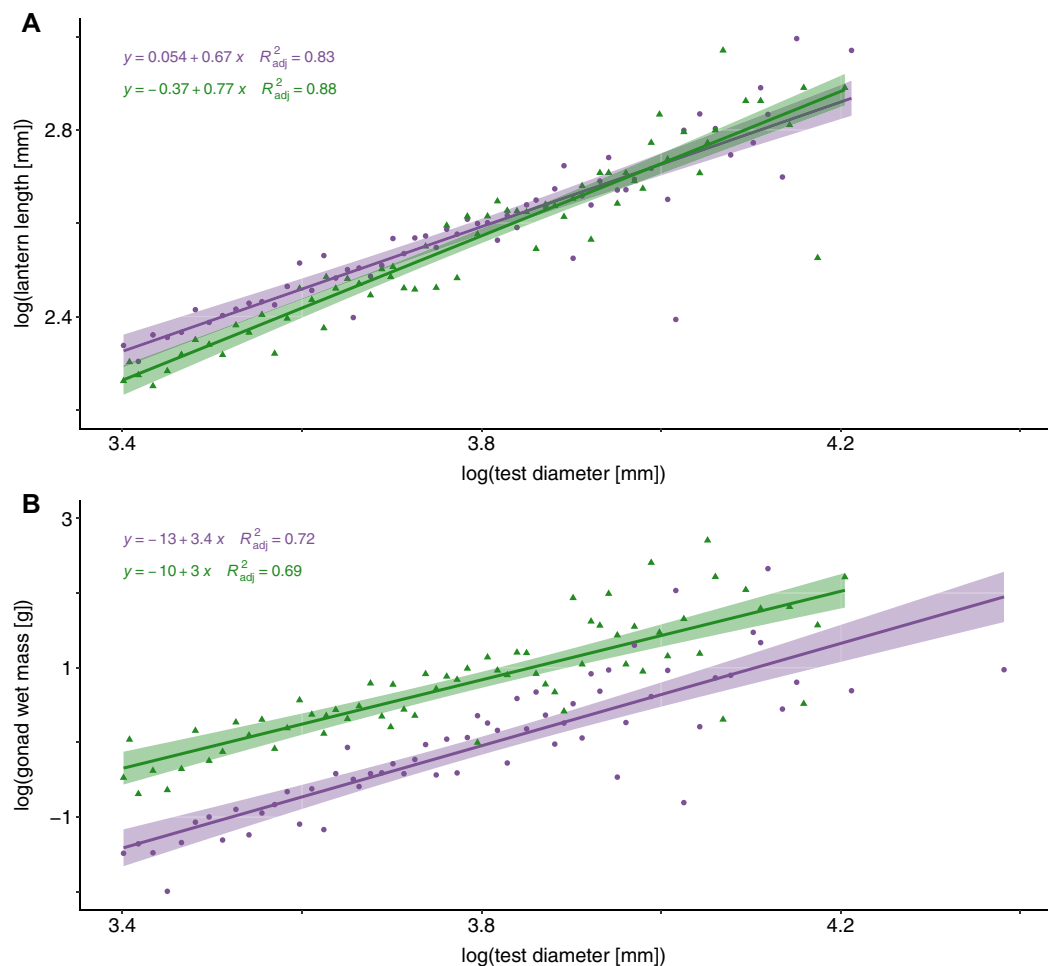 A
y = 0.054 + 0.67 x R²adj = 0.83
y = − 0.37 + 0.77 x R²adj = 0.88
log(lantern length [mm])
2.8
2.4
3.4 3.8 4.2
log(test diameter [mm])
B
y = − 13 + 3.4 x R²adj = 0.72
y = − 10 + 3 x R²adj = 0.69
log(gonad wet mass [g])
3
1
−1
3.4 3.8 4.2
log(test diameter [mm])